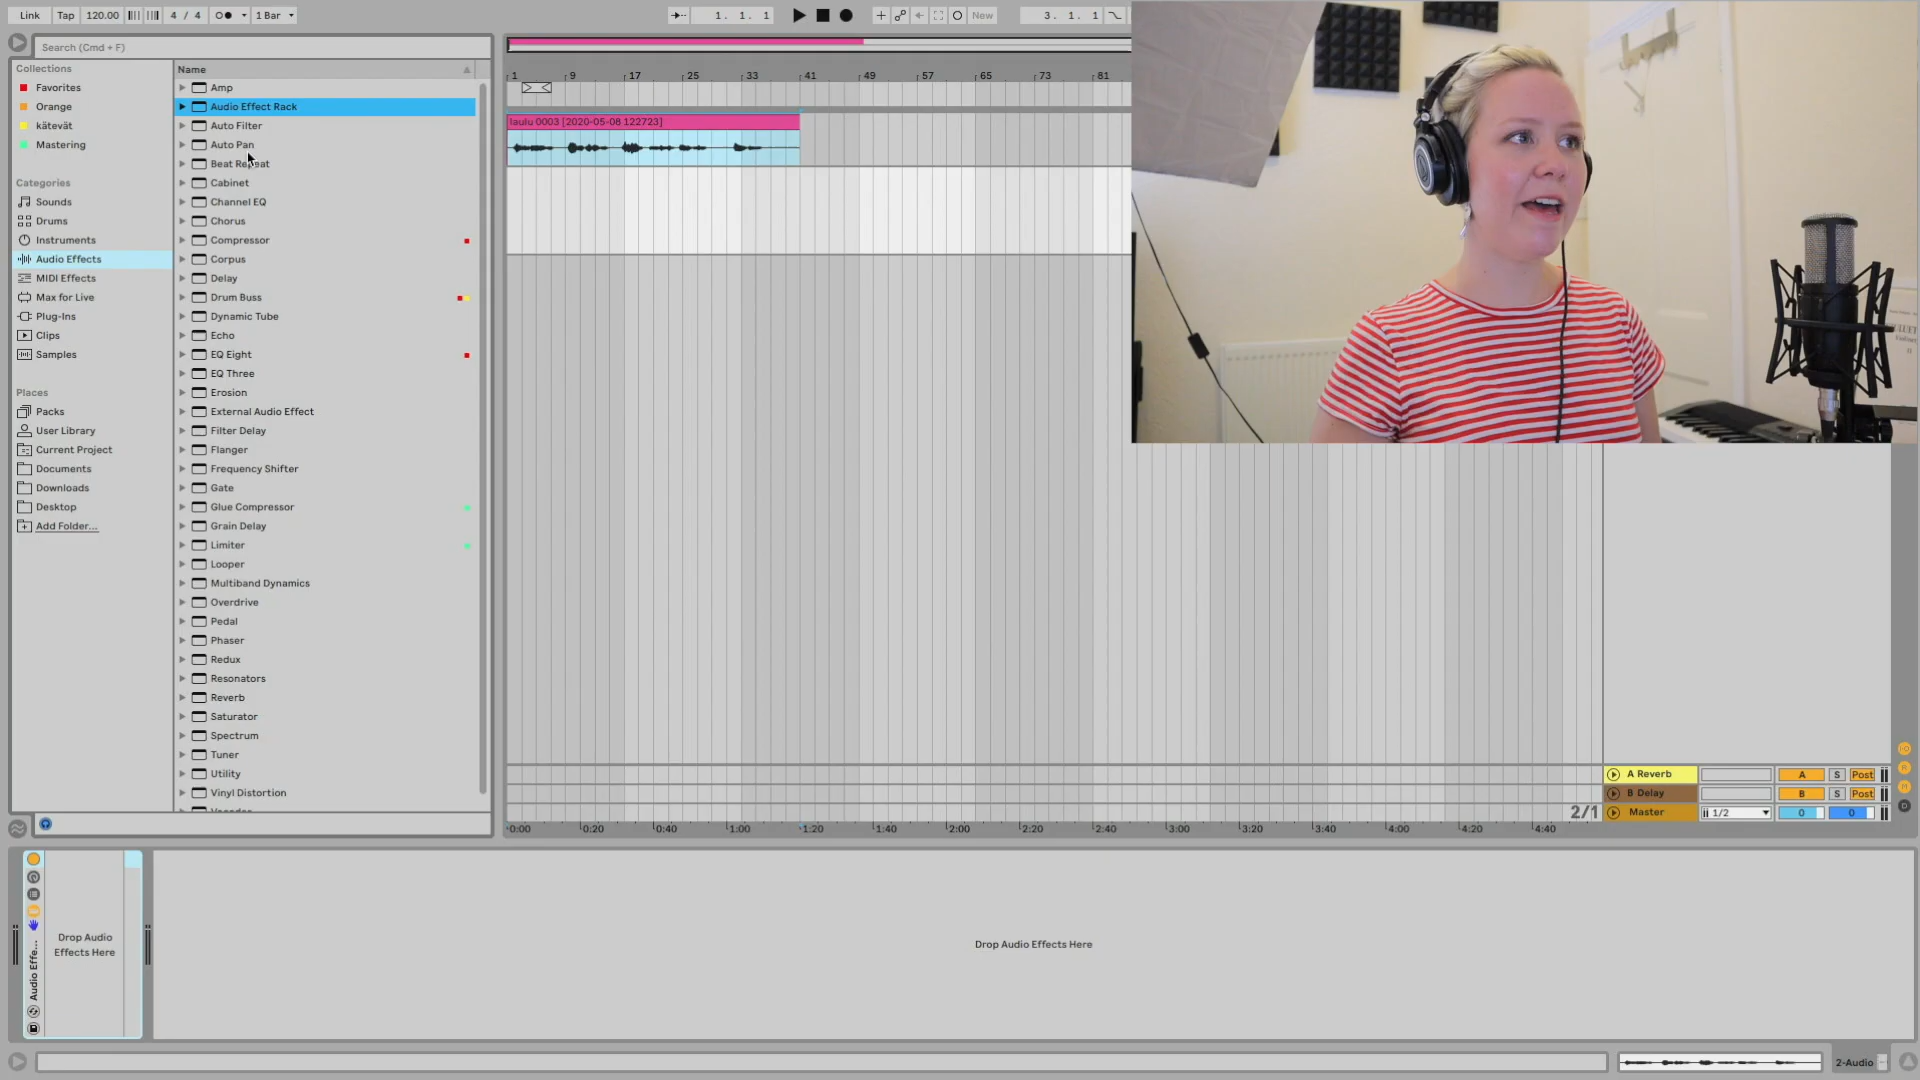 Link Tap 120.00 4 / 4 1 Bar 1. 1. 1 New 3. 1. 1
Search (Cmd + F)
Collections
Favorites
Orange
kätevät
Mastering
Categories
Sounds
Drums
Instruments
Audio Effects
MIDI Effects
Max for Live
Plug-Ins
Clips
Samples
Places
Packs
User Library
Current Project
Documents
Downloads
Desktop
Add Folder...
Name
Amp
Audio Effect Rack
Auto Filter
Auto Pan
Beat Repeat
Cabinet
Channel EQ
Chorus
Compressor
Corpus
Delay
Drum Buss
Dynamic Tube
Echo
EQ Eight
EQ Three
Erosion
External Audio Effect
Filter Delay
Flanger
Frequency Shifter
Gate
Glue Compressor
Grain Delay
Limiter
Looper
Multiband Dynamics
Overdrive
Pedal
Phaser
Redux
Resonators
Reverb
Saturator
Spectrum
Tuner
Utility
Vinyl Distortion
1 9 17 25 33 41 49 57 65 73 81
laulu 0003 [2020-05-08 122723]
A Reverb A S Post
B Delay B S Post
2/1 Master 1/2 0 0
0:00 0:20 0:40 1:00 1:20 1:40 2:00 2:20 2:40 3:00 3:20 3:40 4:00 4:20 4:40
Audio Effe...
Drop Audio
Effects Here
Drop Audio Effects Here
2-Audio